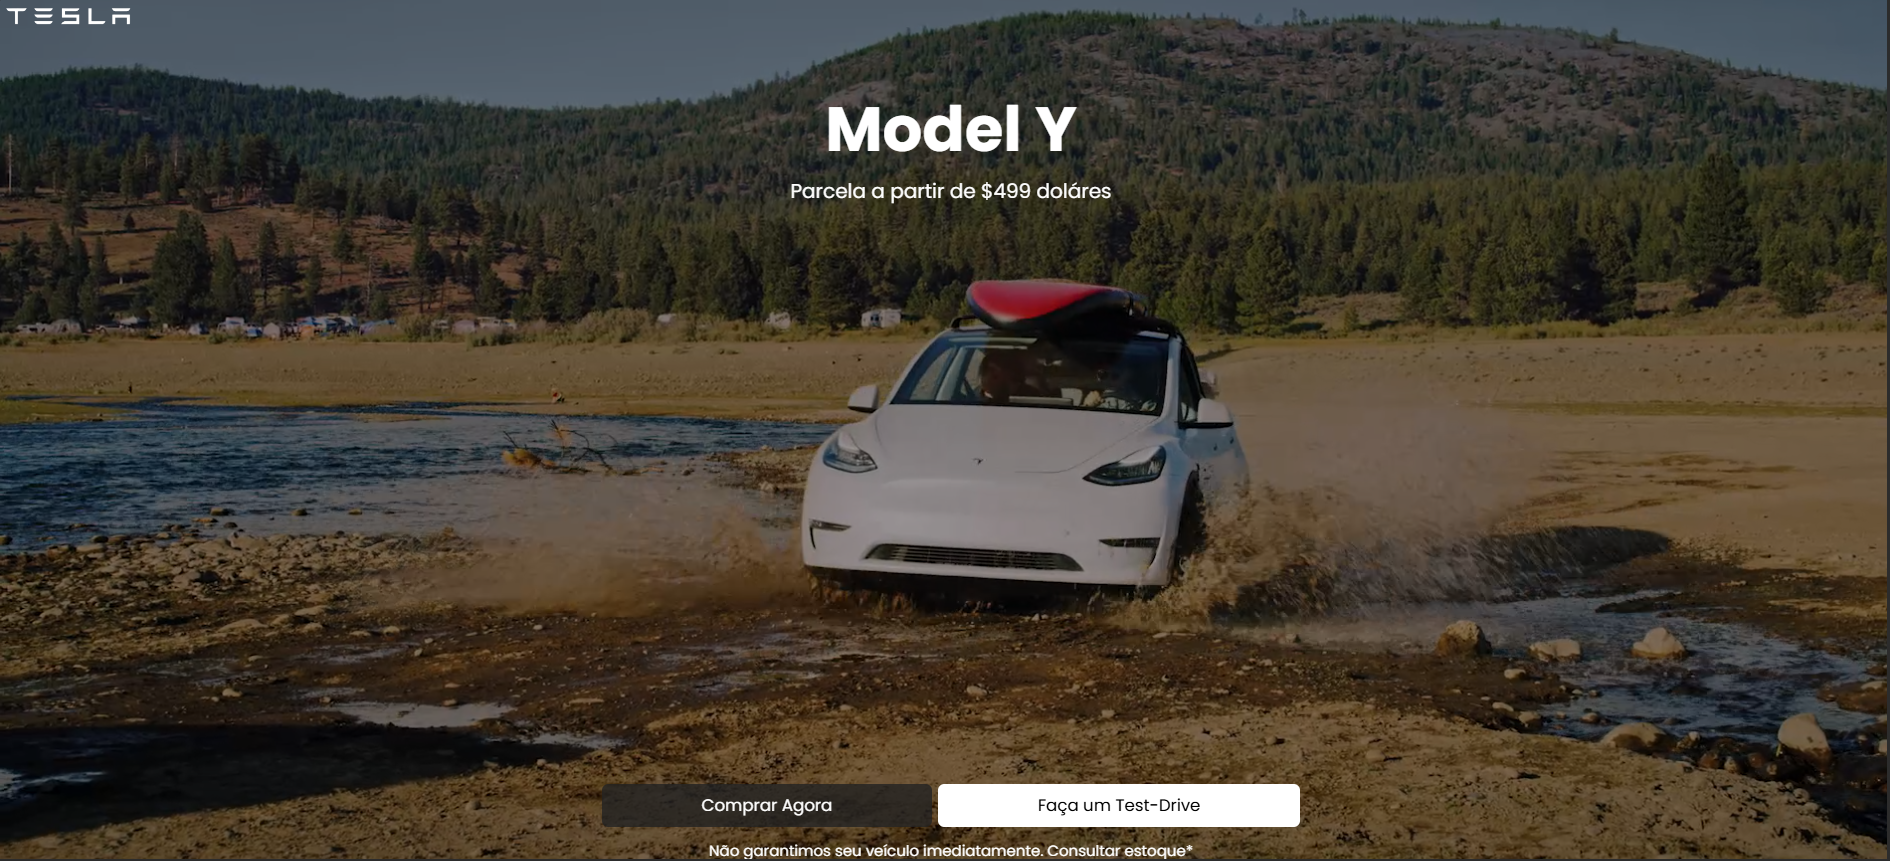 TESLA
Model Y
Parcela a partir de $499 doláres
Comprar Agora
Faça um Test-Drive
Não garantimos seu veículo imediatamente. Consultar estoque*